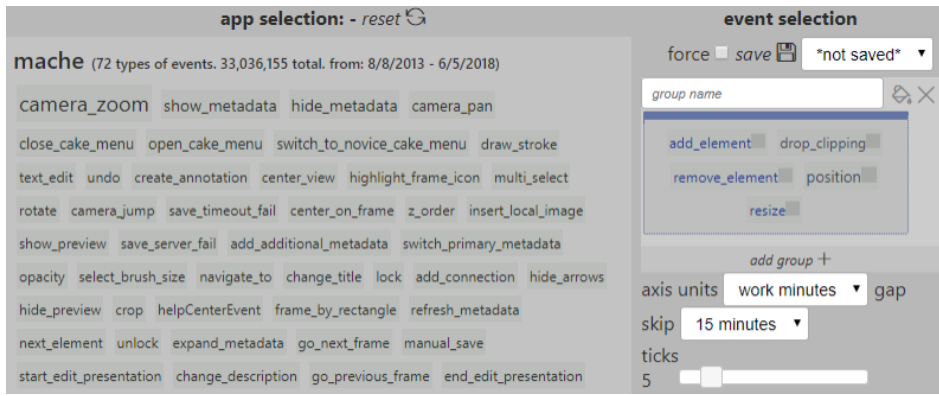 app selection: - reset
mache (72 types of events. 33,036,155 total. from: 8/8/2013 - 6/5/2018)
camera_zoom show_metadata hide_metadata camera_pan
close_cake_menu open_cake_menu switch_to_novice_cake_menu draw_stroke
text_edit undo create_annotation center_view highlight_frame_icon multi_select
rotate camera_jump save_timeout_fail center_on_frame z_order insert_local_image
show_preview save_server_fail add_additional_metadata switch_primary_metadata
opacity select_brush_size navigate_to change_title lock add_connection hide_arrows
hide_preview crop helpCenterEvent frame_by_rectangle refresh_metadata
next_element unlock expand_metadata go_next_frame manual_save
start_edit_presentation change_description go_previous_frame end_edit_presentation
event selection
force save *not saved*
group name
add_element drop_clipping
remove_element position
resize
add group +
axis units work minutes gap
skip 15 minutes
ticks
5